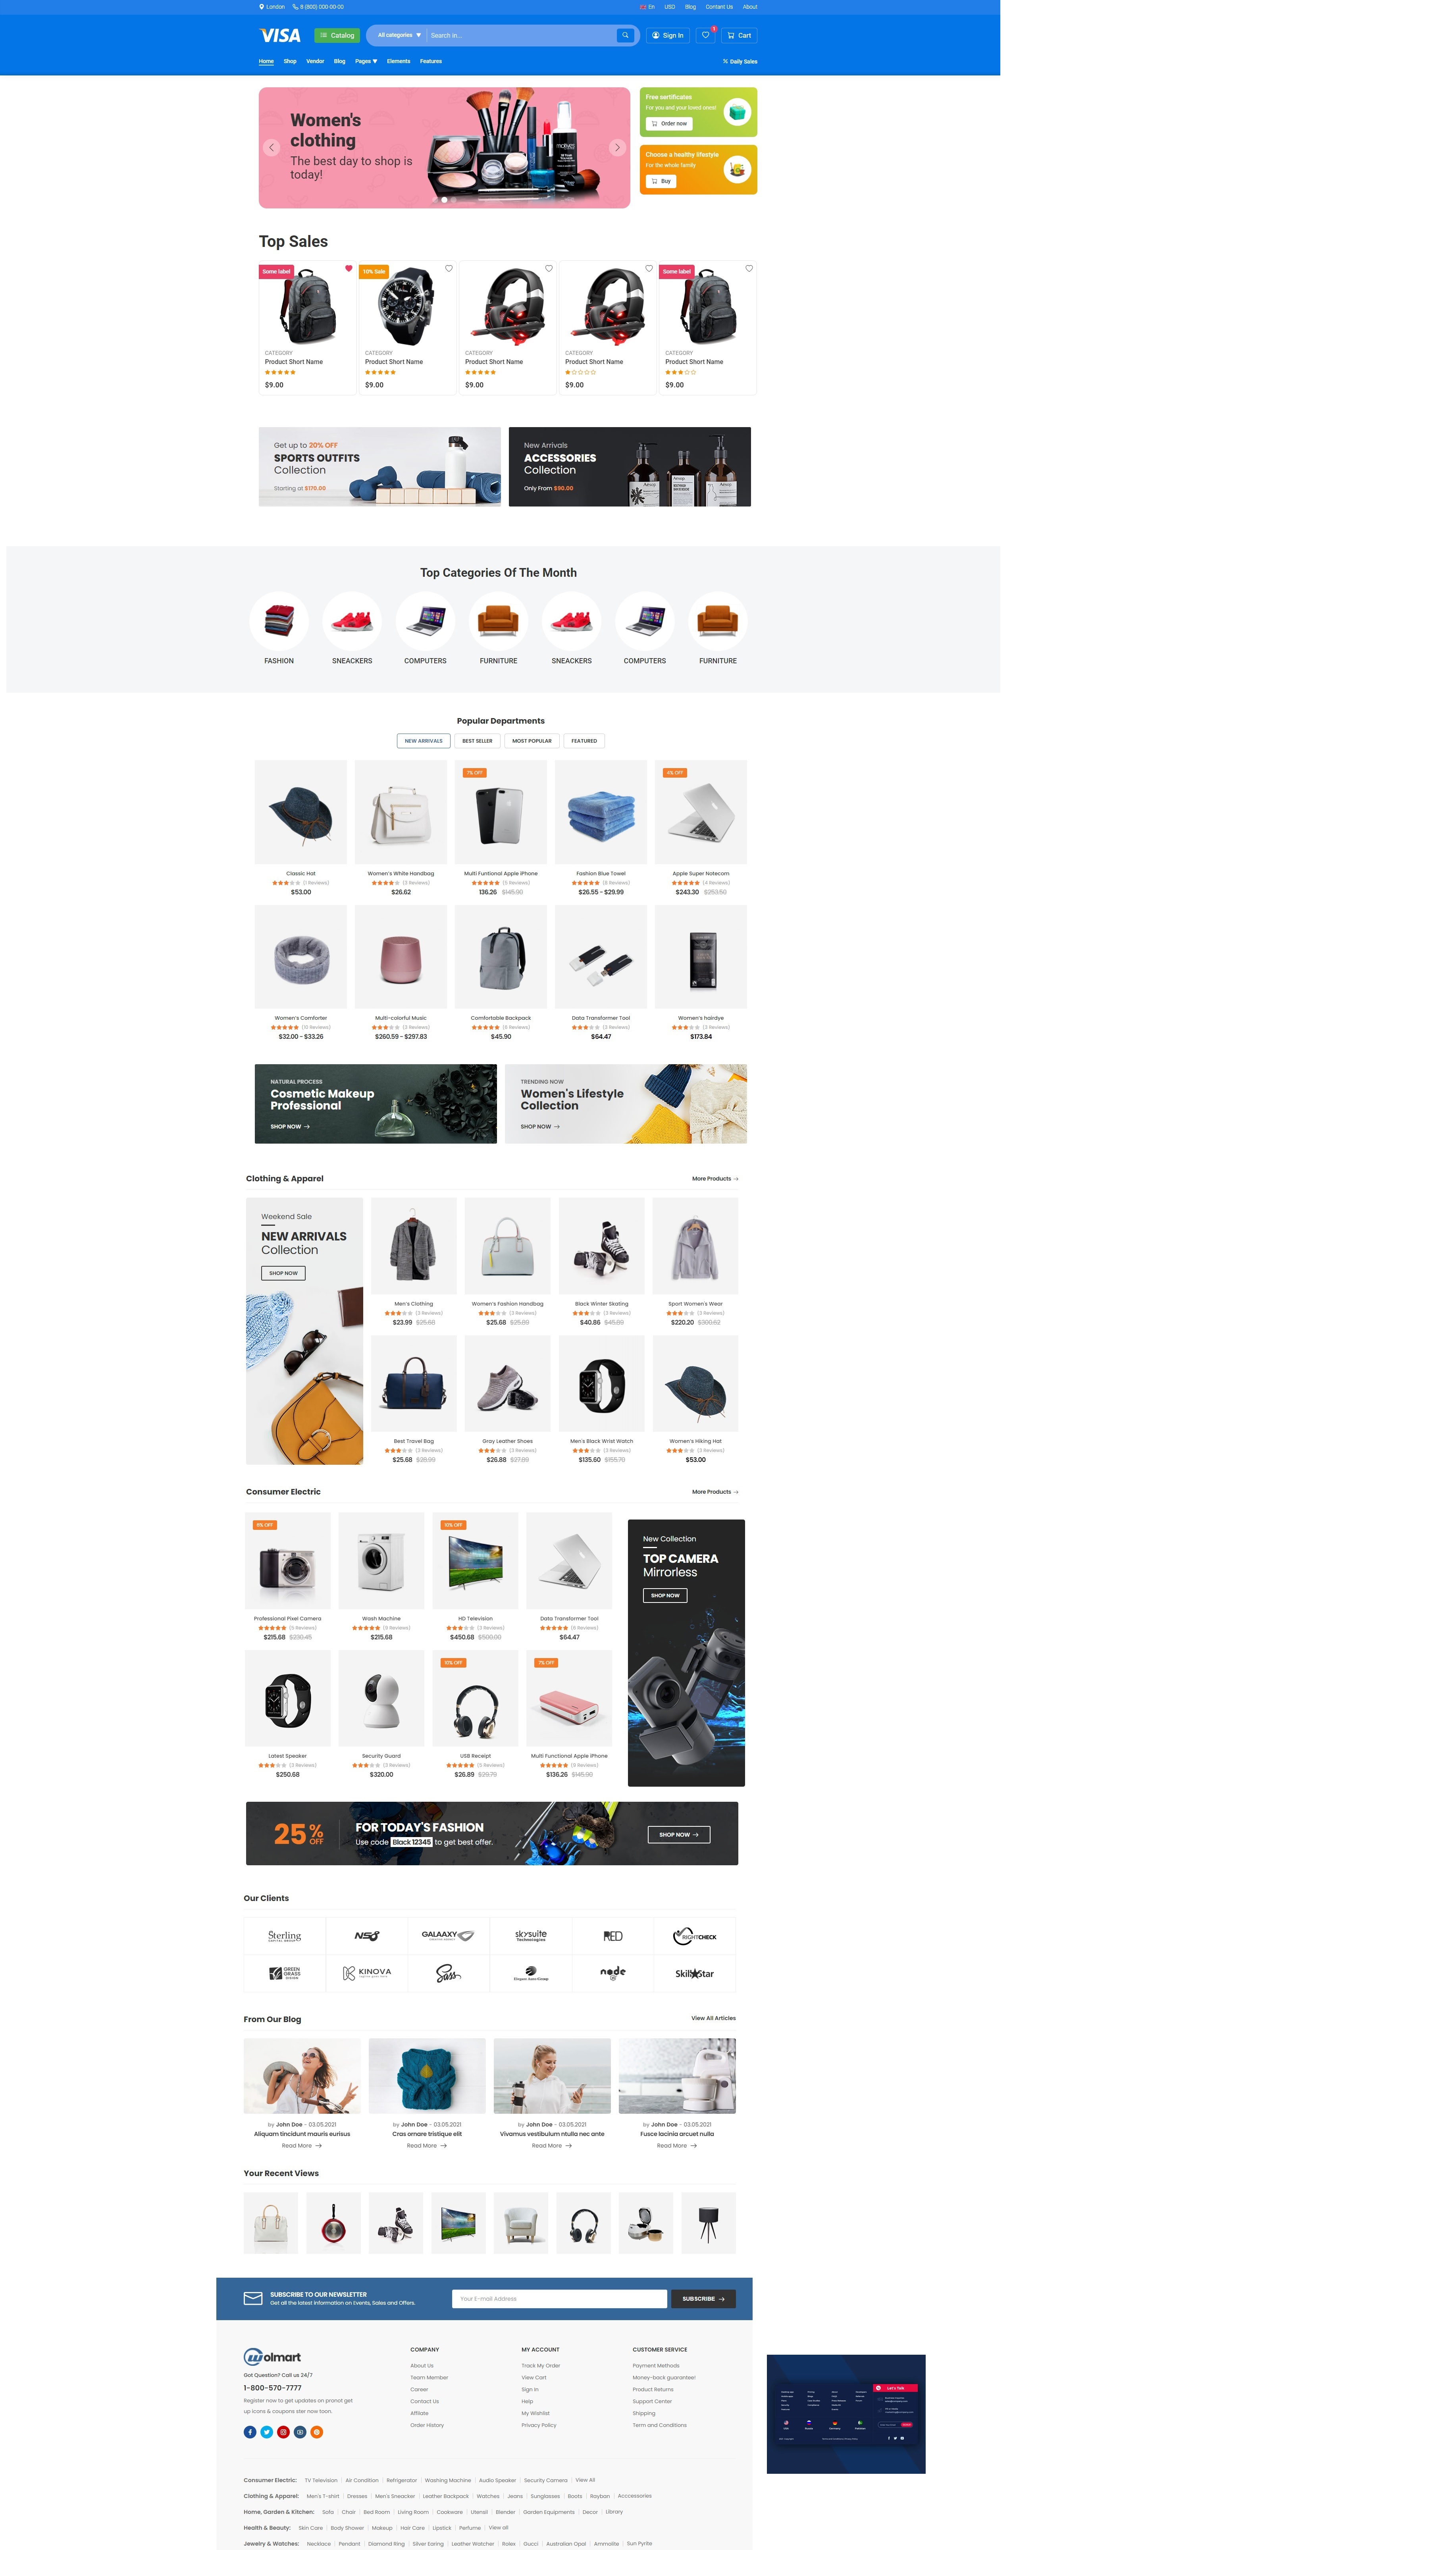 London 8 (800) 000-00-00 En USD Blog Contant Us About
VISA Catalog All categories Search in... Sign In 1 Cart
Home Shop Vendor Blog Pages Elements Features Daily Sales
Women's
clothing
The best day to shop is
today!
Free sertificates
For you and your loved ones!
Order now
Choose a healthy lifestyle
For the whole family
Buy
Top Sales
Some label 10% Sale Some label
CATEGORY CATEGORY CATEGORY CATEGORY CATEGORY
Product Short Name Product Short Name Product Short Name Product Short Name Product Short Name
$9.00 $9.00 $9.00 $9.00 $9.00
Get up to 20% OFF
SPORTS OUTFITS
Collection
Starting at $170.00
New Arrivals
ACCESSORIES
Collection
Only From $90.00
Top Categories Of The Month
FASHION SNEACKERS COMPUTERS FURNITURE SNEACKERS COMPUTERS FURNITURE
Popular Departments
NEW ARRIVALS BEST SELLER MOST POPULAR FEATURED
7% OFF 4% OFF
Classic Hat Women's White Handbag Multi Funtional Apple iPhone Fashion Blue Towel Apple Super Notecom
(1 Reviews) (3 Reviews) (9 Reviews) (8 Reviews) (4 Reviews)
$53.00 $26.62 136.26 $145.90 $26.55 - $29.99 $243.30 $253.50
Women's Comforter Multi-colorful Music Comfortable Backpack Data Transformer Tool Women's hairdye
(10 Reviews) (3 Reviews) (6 Reviews) (2 Reviews) (3 Reviews)
$32.00 - $33.26 $260.59 – $297.83 $45.90 $64.47 $173.84
NATURAL PROCESS
Cosmetic Makeup
Professional
SHOP NOW
TRENDING NOW
Women's Lifestyle
Collection
SHOP NOW
Clothing & Apparel More Products
Weekend Sale
NEW ARRIVALS
Collection
SHOP NOW
Men's Clothing Women's Fashion Handbag Black Winter Skating Sport Women's Wear
(3 Reviews) (3 Reviews) (3 Reviews) (3 Reviews)
$23.99 $25.68 $25.68 $25.89 $40.86 $45.89 $220.20 $300.62
Best Travel Bag Gray Leather Shoes Men's Black Wrist Watch Women's Hiking Hat
(3 Reviews) (3 Reviews) (3 Reviews) (3 Reviews)
$25.68 $28.99 $26.88 $27.89 $135.60 $155.70 $53.00
Consumer Electric More Products
6% OFF 10% OFF
Professional Pixel Camera Wash Machine HD Television Data Transformer Tool
(5 Reviews) (9 Reviews) (3 Reviews) (6 Reviews)
$215.68 $230.45 $215.68 $450.68 $500.00 $64.47
10% OFF 7% OFF
Latest Speaker Security Guard USB Receipt Multi Functional Apple iPhone
(3 Reviews) (3 Reviews) (5 Reviews) (6 Reviews)
$250.68 $320.00 $26.89 $29.79 $136.26 $145.90
New Collection
TOP CAMERA
Mirrorless
SHOP NOW
25% OFF
FOR TODAY'S FASHION
Use code Black 12345 to get best offer.
SHOP NOW
Our Clients
Sterling NS8 GALAAXY skysuite Technologies RED RIGHTCHECK
GREEN GRASS KINOVA Sass node SkillStar
From Our Blog View All Articles
by John Doe - 03.05.2021 by John Doe - 03.05.2021 by John Doe - 03.05.2021 by John Doe - 03.05.2021
Aliquam tincidunt mauris eurisus Cras ornare tristique elit Vivamus vestibulum ntulla nec ante Fusce lacinia arcuet nulla
Read More Read More Read More Read More
Your Recent Views
SUBSCRIBE TO OUR NEWSLETTER
Get all the latest Information on Events, Sales and Offers.
Your E-mail Address SUBSCRIBE
Wolmart
Got Question? Call us 24/7
1-800-570-7777
Register now to get updates on pronot get
up icons & coupons ster now toon.
COMPANY
About Us
Team Member
Career
Contact Us
Affilate
Order History
MY ACCOUNT
Track My Order
View Cart
Sign In
Help
My Wishlist
Privacy Policy
CUSTOMER SERVICE
Payment Methods
Money-back guarantee!
Product Returns
Support Center
Shipping
Term and Conditions
Let's Talk
Consumer Electric: TV Television Air Condition Refrigerator Washing Machine Audio Speaker Security Camera View All
Clothing & Apparel: Men's T-shirt Dresses Men's Sneacker Leather Backpack Watches Jeans Sunglasses Boots Rayban Acccessories
Home, Garden & Kitchen: Sofa Chair Bed Room Living Room Cookware Utensil Blender Garden Equipments Decor Library
Health & Beauty: Skin Care Body Shower Makeup Hair Care Lipstick Perfume View all
Jewelry & Watches: Necklace Pendant Diamond Ring Silver Earing Leather Watcher Rolex Gucci Australian Opal Ammolite Sun Pyrite